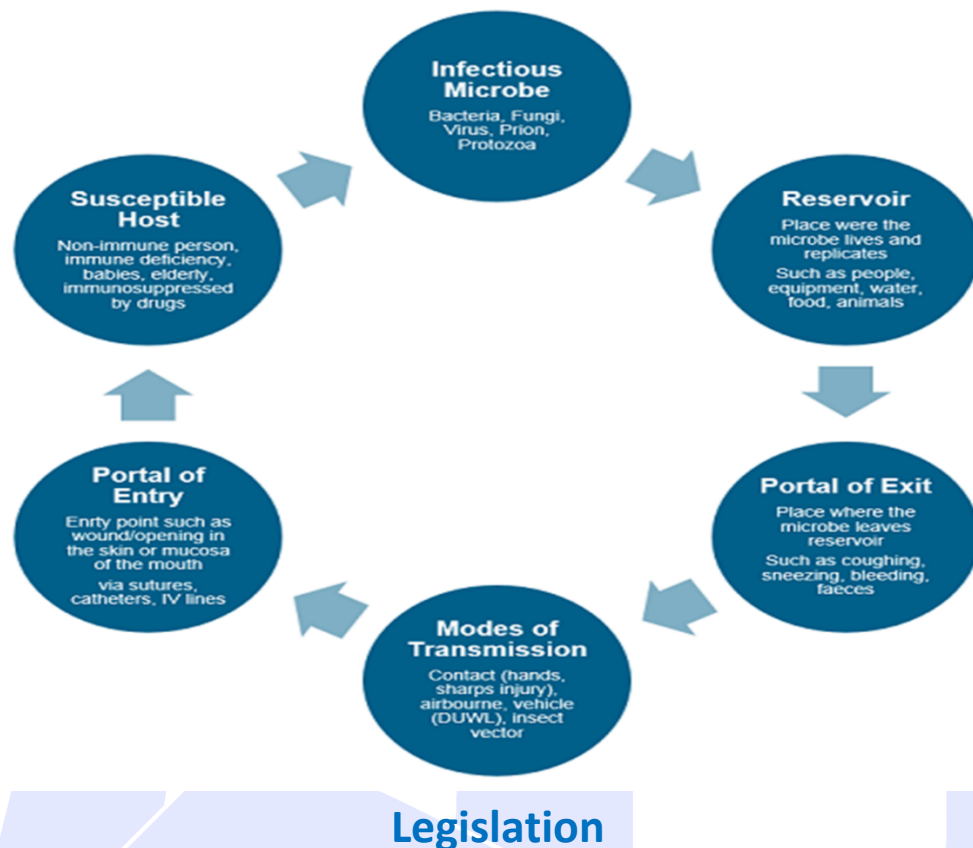 Infectious
Microbe
Bacteria, Fungi,
Virus, Prion,
Protozoa
Reservoir
Place were the
microbe lives and
replicates
Such as people,
equipment, water,
food, animals
Portal of Exit
Place where the
microbe leaves
reservoir
Such as coughing,
sneezing, bleeding,
faeces
Modes of
Transmission
Contact (hands,
sharps injury),
airbourne, vehicle
(DUWL), insect
vector
Portal of
Entry
Enrty point such as
wound/opening in
the skin or mucosa
of the mouth
via sutures,
catheters, IV lines
Susceptible
Host
Non-immune person,
immune deficiency,
babies, elderly,
immunosuppressed
by drugs
Legislation